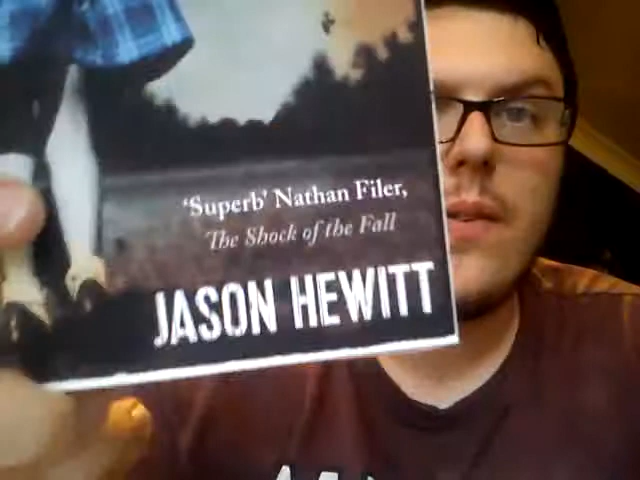 'Superb' Nathan Filer,
The Shock of the Fall
JASON HEWITT